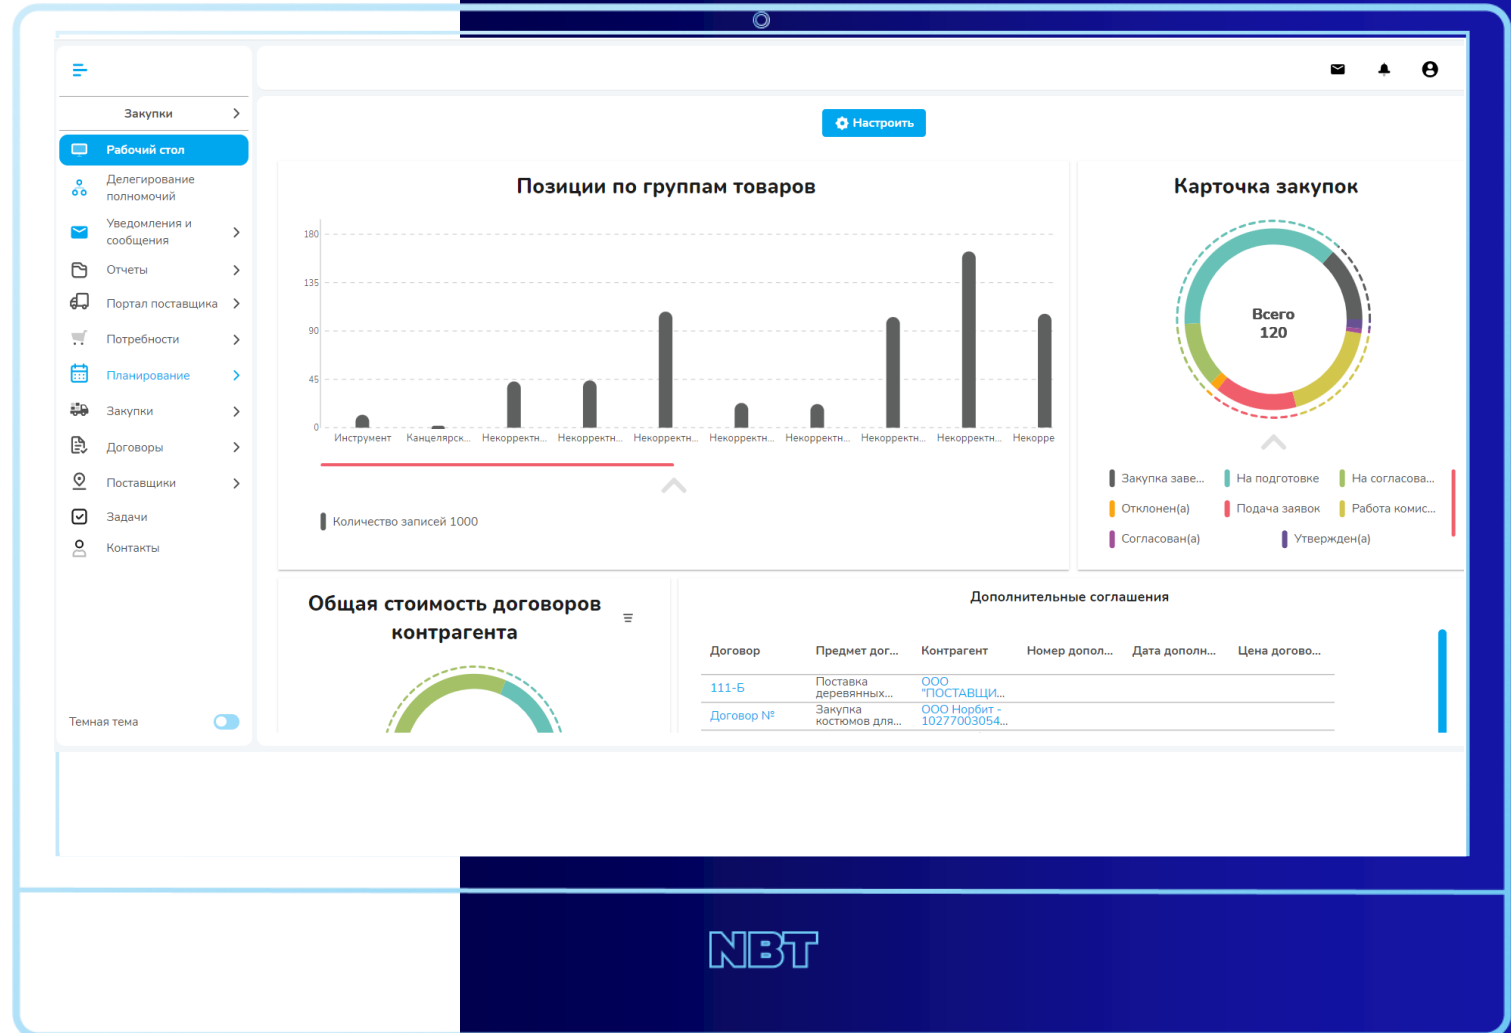 Закупки
Рабочий стол
Делегирование
полномочий
Уведомления и
сообщения
Отчеты
Портал поставщика
Потребности
Планирование
Закупки
Договоры
Поставщики
Задачи
Контакты
Темная тема
Настроить
Позиции по группам товаров
180
135
90
45
0
Инструмент Канцелярск... Некорректн... Некорректн... Некорректн... Некорректн... Некорректн... Некорректн... Некорректн... Некорре
Количество записей 1000
Карточка закупок
Всего
120
Закупка заве... На подготовке На согласова...
Отклонен(а) Подача заявок Работа комис...
Согласован(а) Утвержден(а)
Общая стоимость договоров
контрагента
Дополнительные соглашения
Договор Предмет дог... Контрагент Номер допол... Дата дополн... Цена догово...
111-Б Поставка деревянных... ООО "ПОСТАВЩИ...
Договор № Закупка костюмов для... ООО Норбит - 10277003054...
NBT